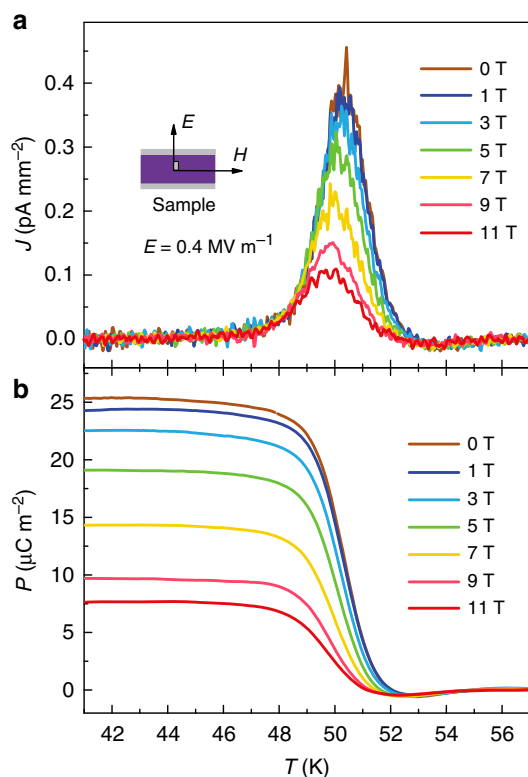 a
J (pA mm⁻²)
0.4
0.3
0.2
0.1
0.0
E
H
Sample
E = 0.4 MV m⁻¹
0 T
1 T
3 T
5 T
7 T
9 T
11 T
b
P (μC m⁻²)
25
20
15
10
5
0
0 T
1 T
3 T
5 T
7 T
9 T
11 T
42 44 46 48 50 52 54 56
T (K)